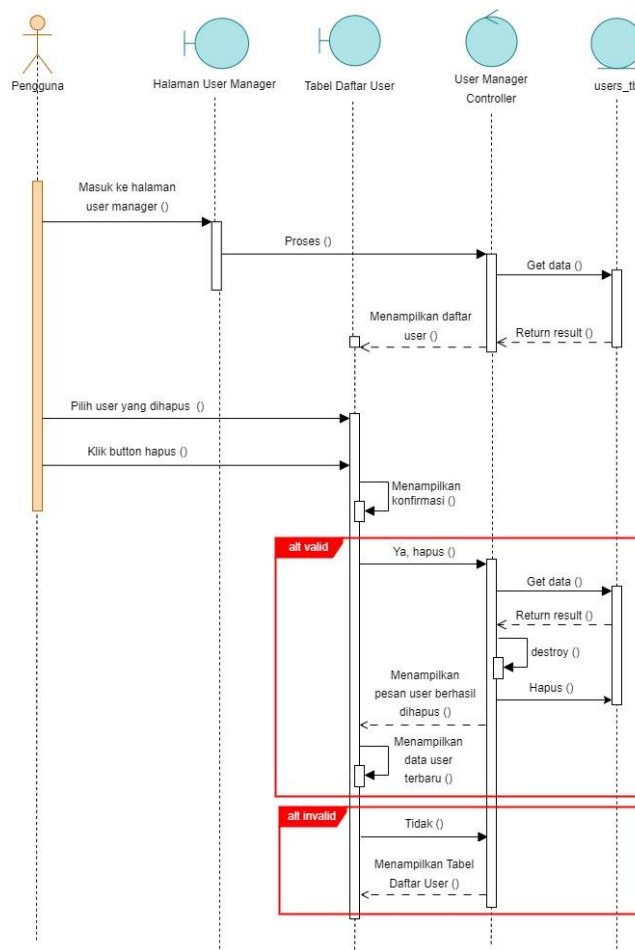 Pengguna
Halaman User Manager
Tabel Daftar User
User Manager
Controller
users_tb
Masuk ke halaman
user manager ()
Proses ()
Get data ()
Menampilkan daftar
user ()
Return result ()
Pilih user yang dihapus ()
Klik button hapus ()
Menampilkan
konfirmasi ()
alt valid
Ya, hapus ()
Get data ()
Return result ()
destroy ()
Menampilkan
pesan user berhasil
dihapus ()
Hapus ()
Menampilkan
data user
terbaru ()
alt invalid
Tidak ()
Menampilkan Tabel
Daftar User ()